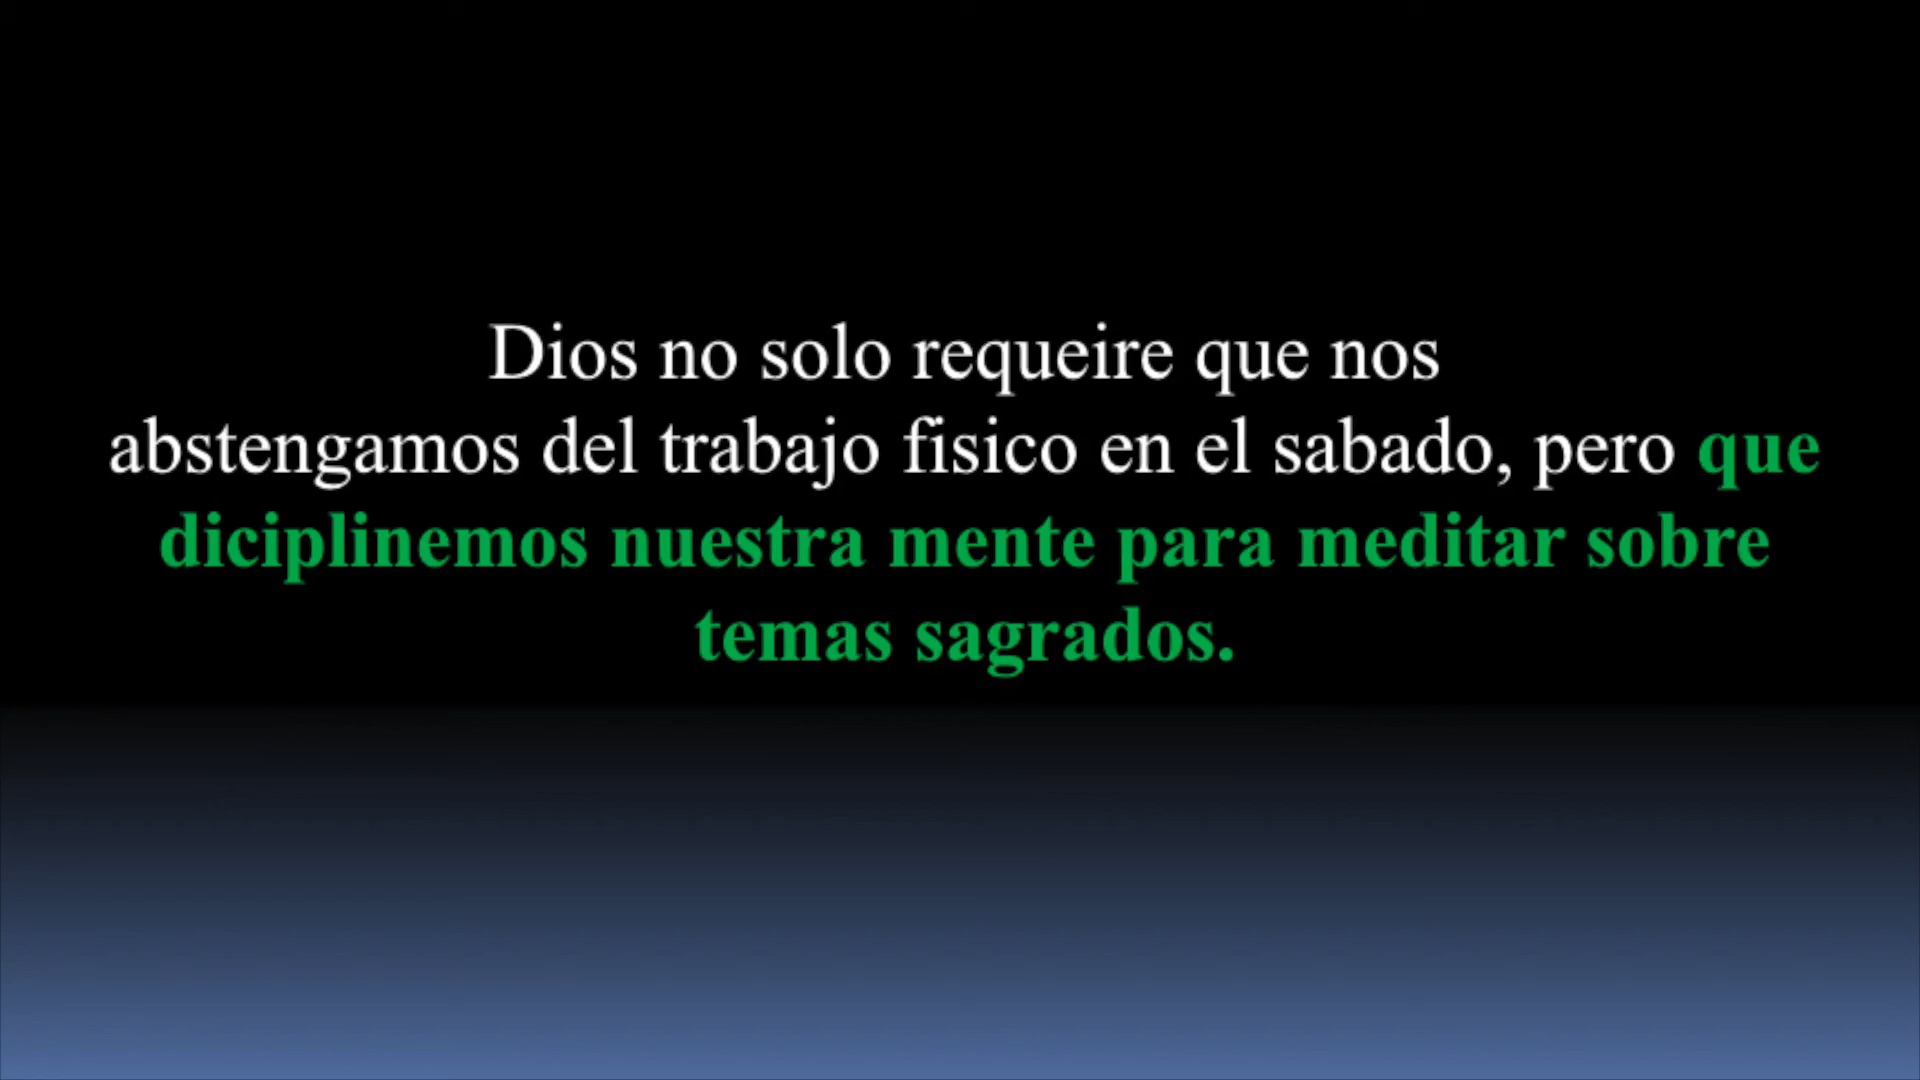 Dios no solo requeire que nos
abstengamos del trabajo fisico en el sabado, pero que
diciplinemos nuestra mente para meditar sobre
temas sagrados.